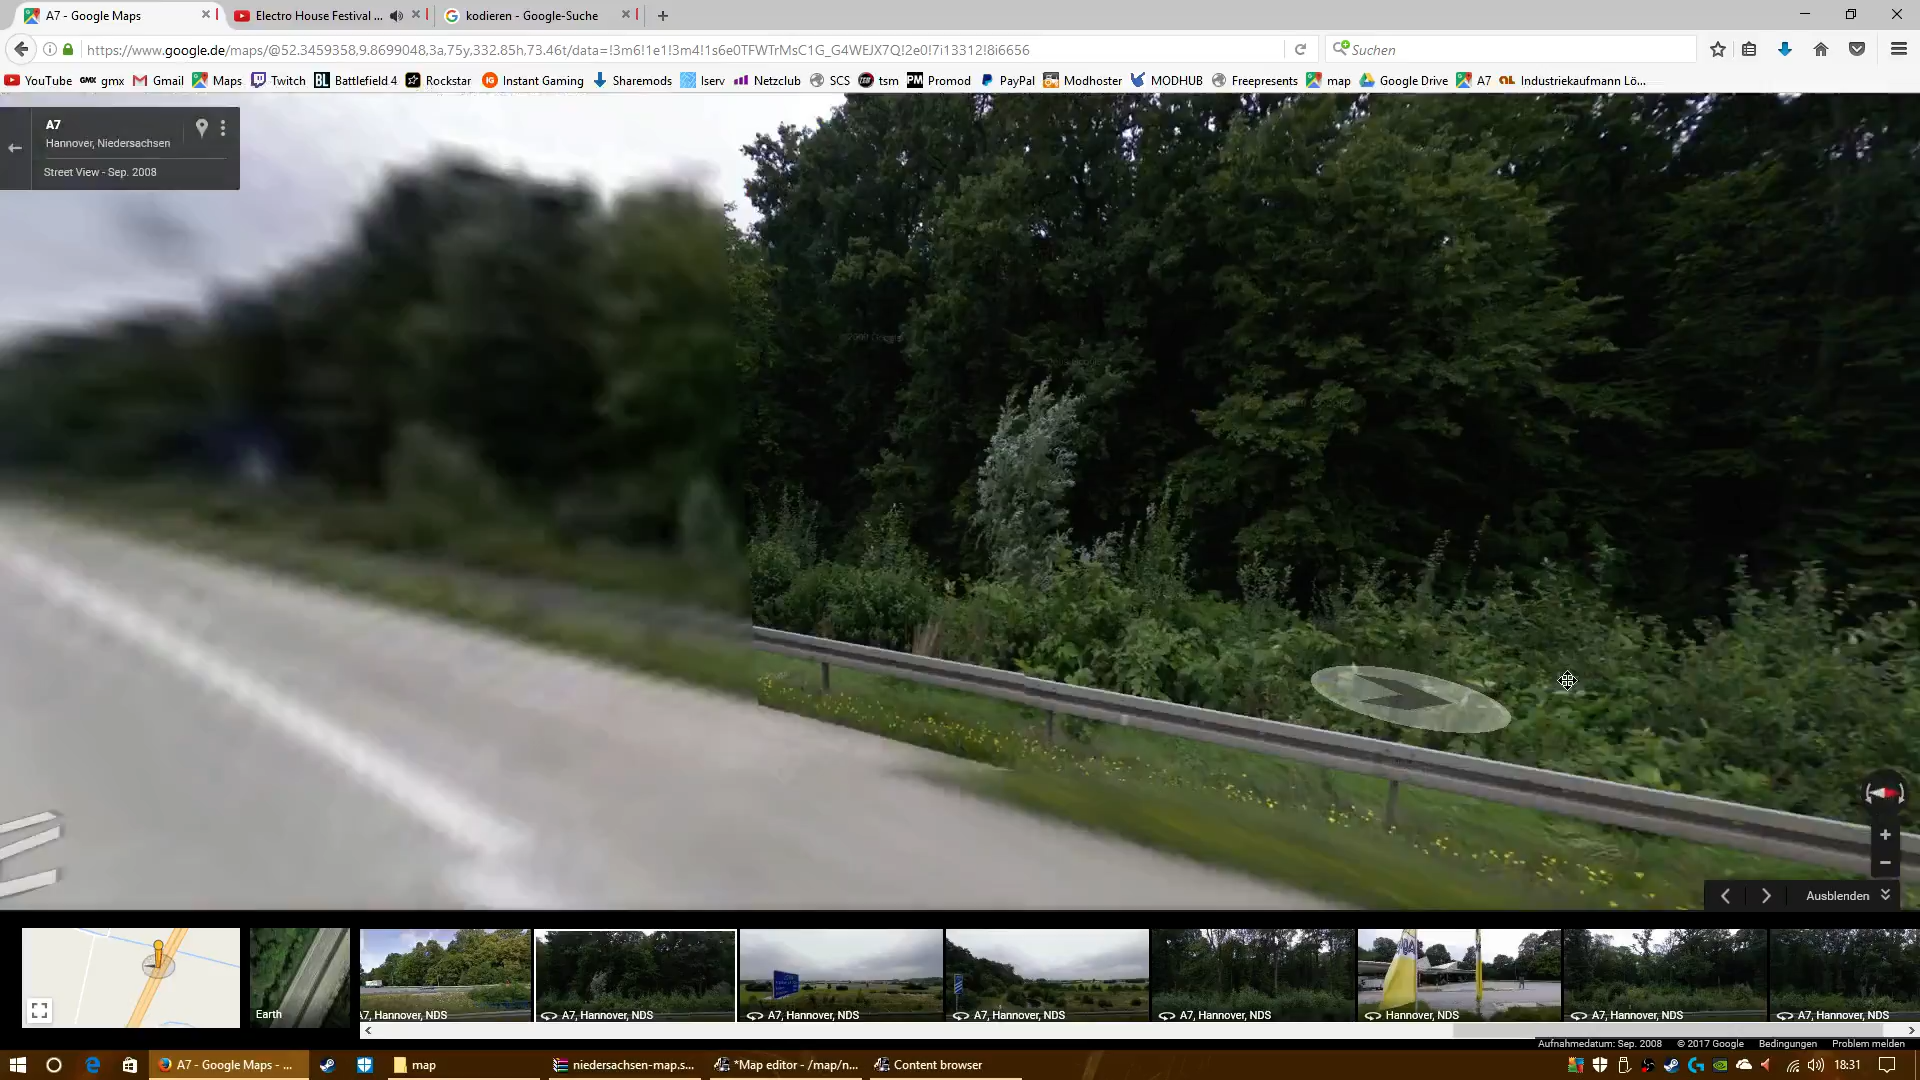 A7 - Google Maps
Electro House Festival ...
kodieren - Google-Suche
https://www.google.de/maps/@52.3459358,9.8699048,3a,75y,332.85h,73.46t/data=!3m6!1e1!3m4!1s6e0TFWTrMsC1G_G4WEJX7Q!2e0!7i13312!8i6656
Suchen
YouTube
gmx
Gmail
Maps
Twitch
Battlefield 4
Rockstar
Instant Gaming
Sharemods
Iserv
Netzclub
SCS
tsm
Promod
PayPal
Modhoster
MODHUB
Freepresents
map
Google Drive
A7
Industriekaufmann Lö...
A7
Hannover, Niedersachsen
Street View - Sep. 2008
Ausblenden
Earth
A7, Hannover, NDS
A7, Hannover, NDS
A7, Hannover, NDS
A7, Hannover, NDS
A7, Hannover, NDS
Hannover, NDS
A7, Hannover, NDS
A7, Hannover, NDS
Aufnahmedatum: Sep. 2008
© 2017 Google
Bedingungen
Problem melden
A7 - Google Maps - ...
map
niedersachsen-map.s...
*Map editor - /map/n...
Content browser
18:31